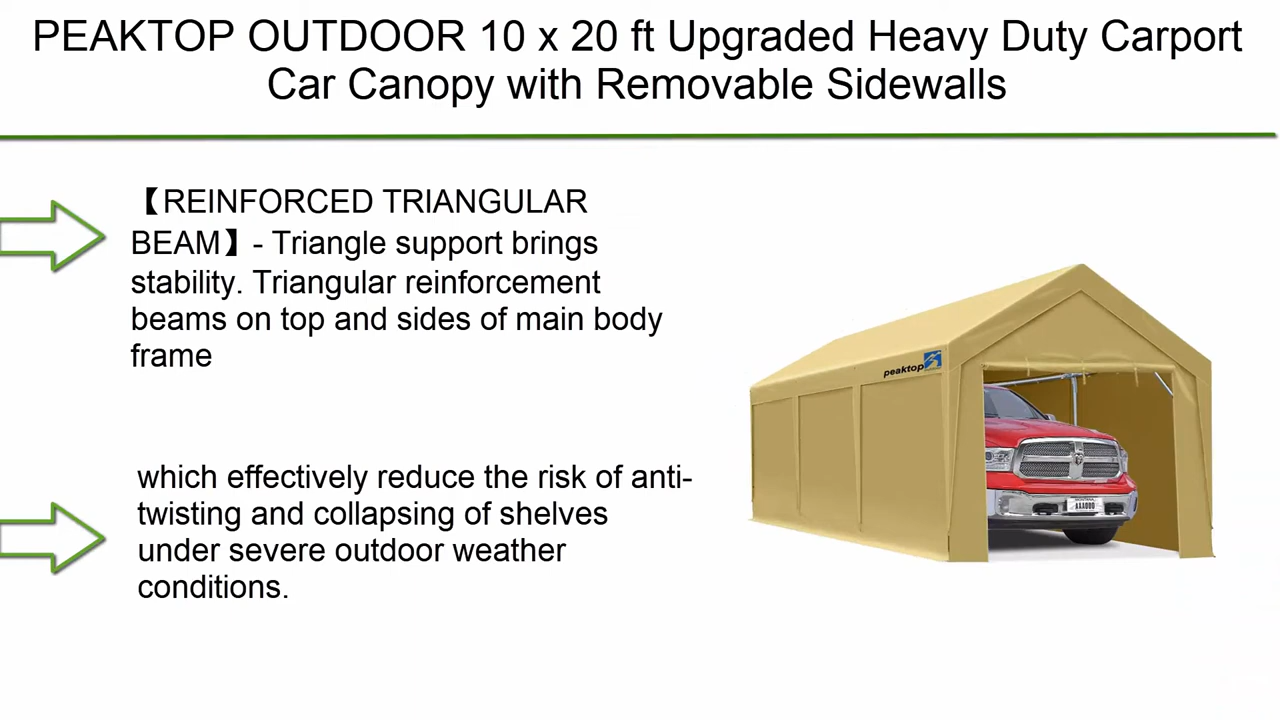 PEAKTOP OUTDOOR 10 x 20 ft Upgraded Heavy Duty Carport
Car Canopy with Removable Sidewalls
【REINFORCED TRIANGULAR
BEAM】- Triangle support brings
stability. Triangular reinforcement
beams on top and sides of main body
frame
which effectively reduce the risk of anti-
twisting and collapsing of shelves
under severe outdoor weather
conditions.
peaktop